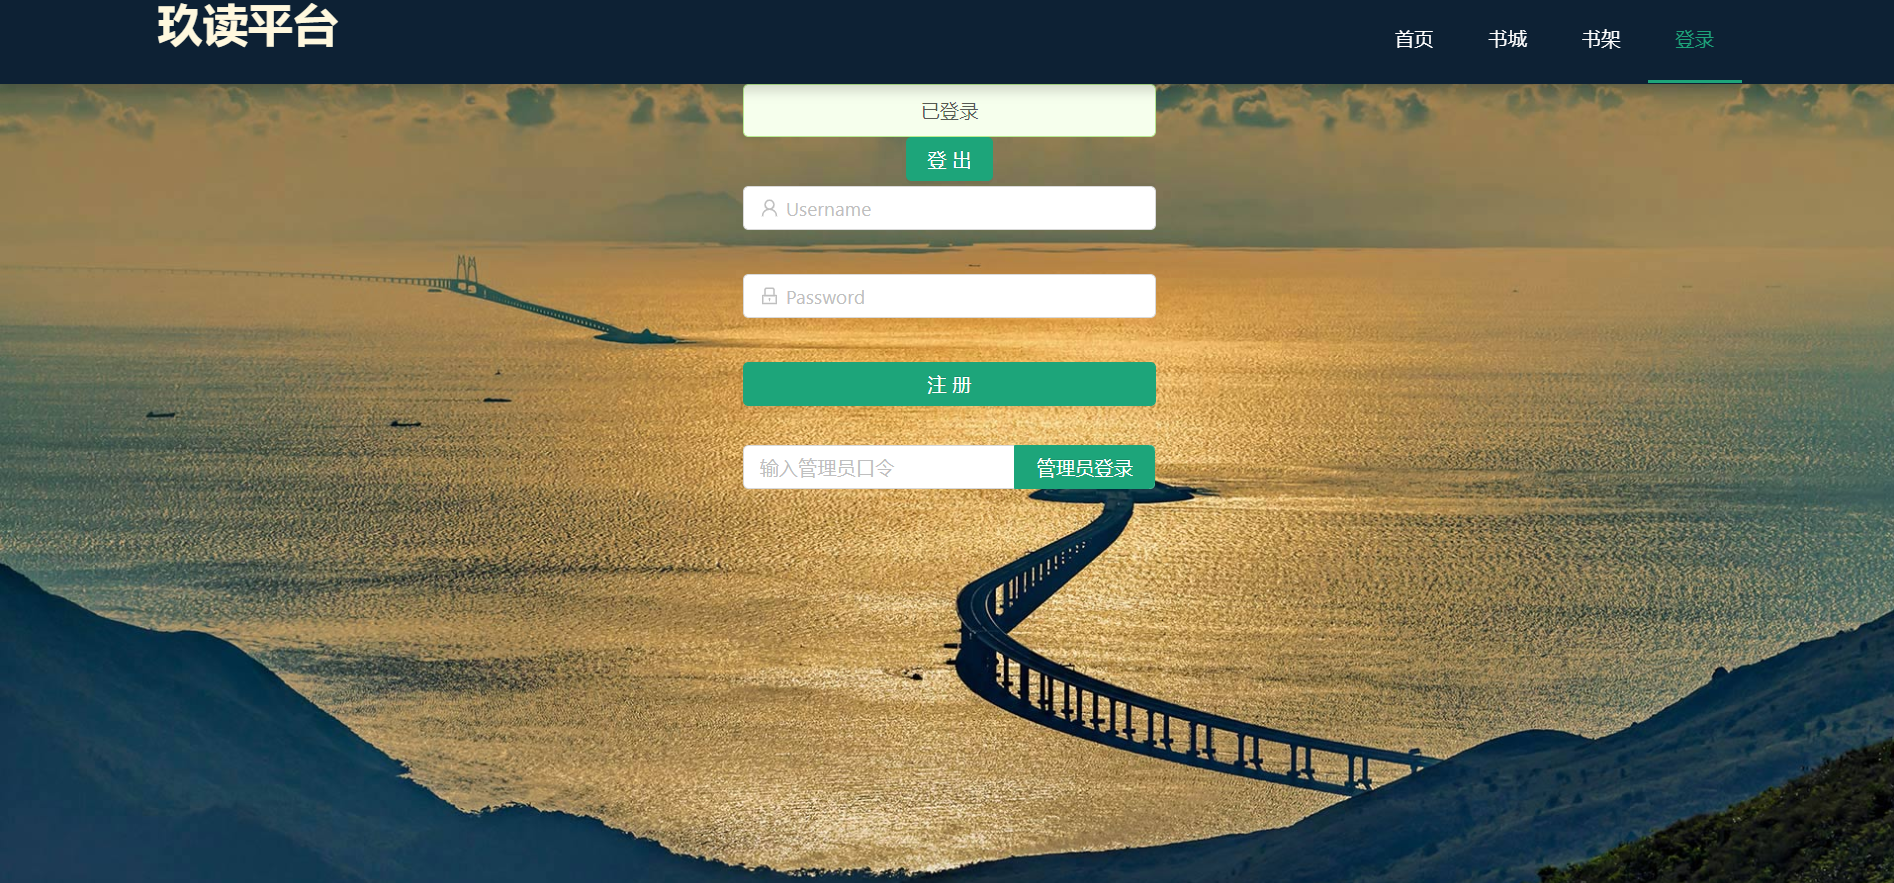 玖读平台
首页 书城 书架 登录
已登录
登 出
Username
Password
注 册
输入管理员口令 管理员登录